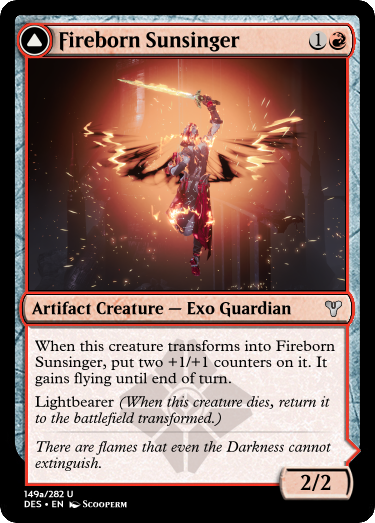 Fireborn Sunsinger 1
Artifact Creature — Exo Guardian
When this creature transforms into Fireborn
Sunsinger, put two +1/+1 counters on it. It
gains flying until end of turn.
Lightbearer (When this creature dies, return it
to the battlefield transformed.)
There are flames that even the Darkness cannot
extinguish.
2/2
149a/282 U
DES • EN Scooperm